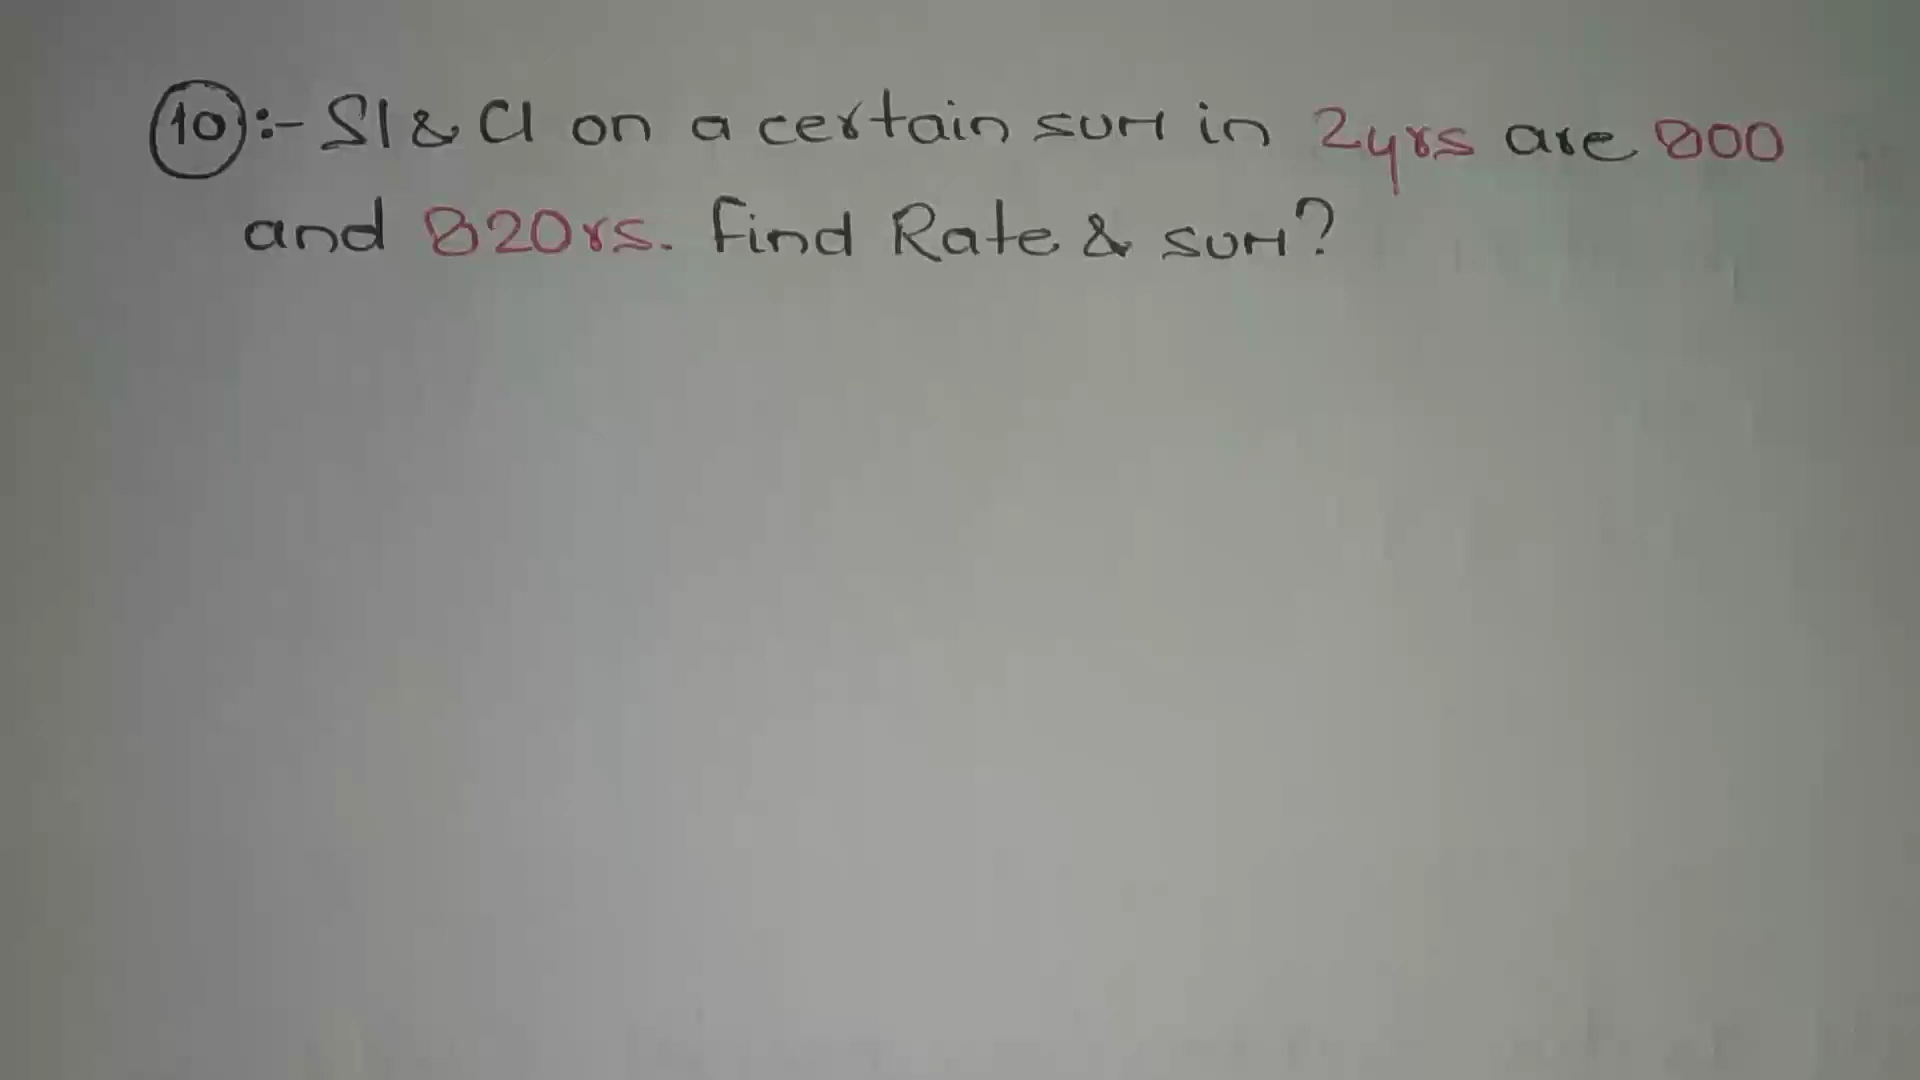 10:- SI & CI on a certain sum in 2yrs are 800
and 820rs. Find Rate & sum?